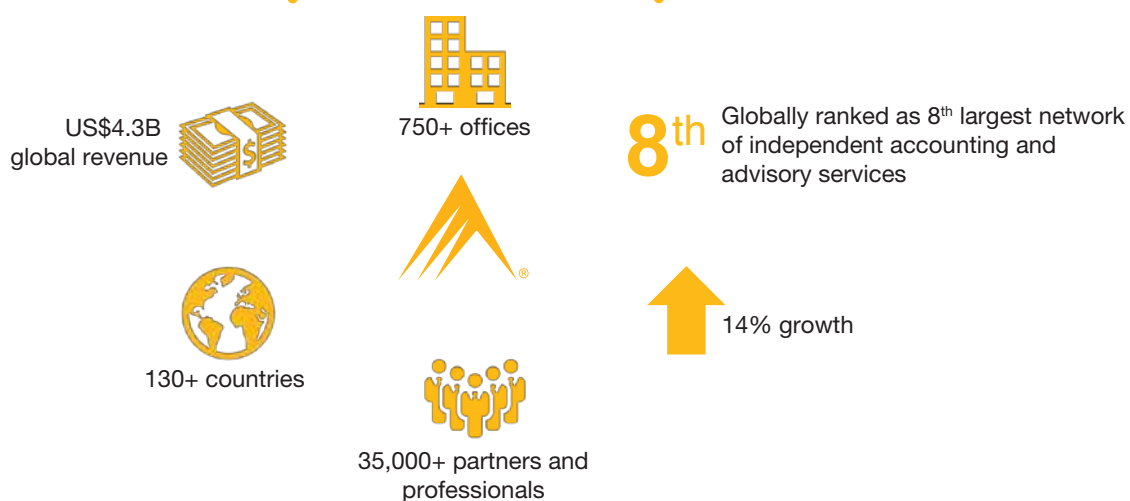 750+ offices
US$4.3B
global revenue
$
8th
Globally ranked as 8th largest network
of independent accounting and
advisory services
®
130+ countries
14% growth
35,000+ partners and
professionals